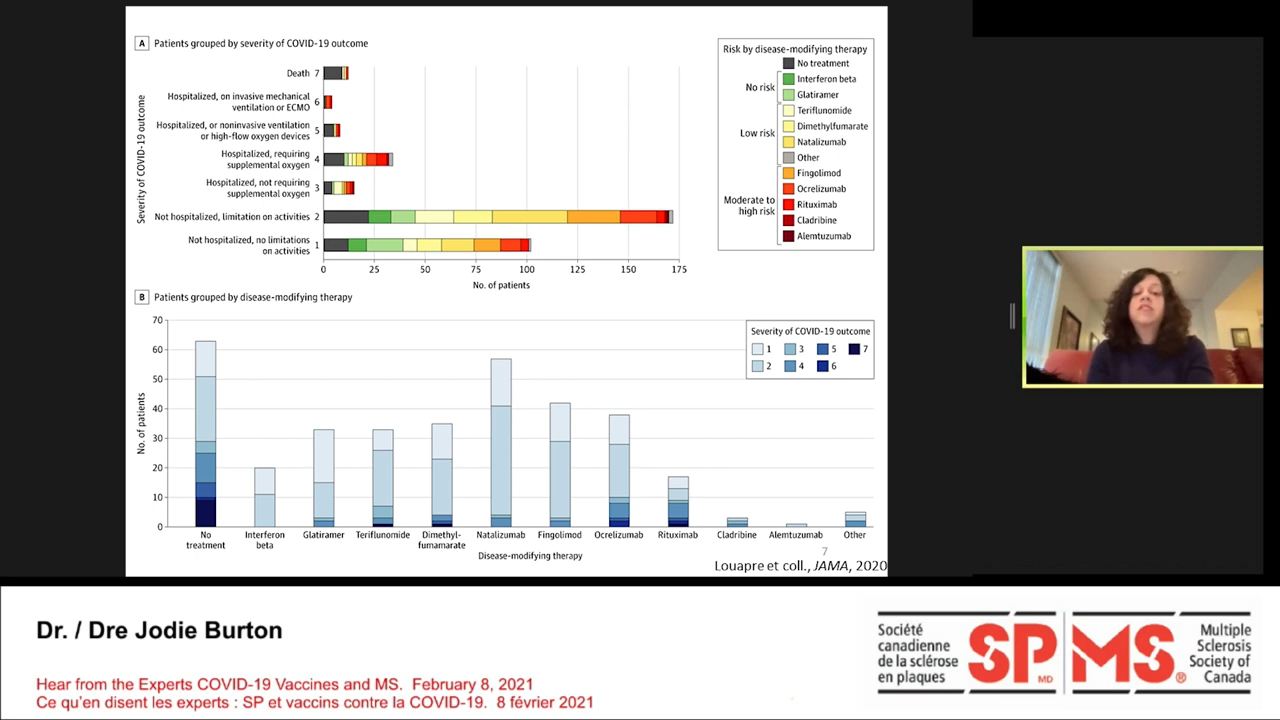 A Patients grouped by severity of COVID-19 outcome
Severity of COVID-19 outcome
Death 7
Hospitalized, on invasive mechanical
ventilation or ECMO 6
Hospitalized, or noninvasive ventilation
or high-flow oxygen devices 5
Hospitalized, requiring
supplemental oxygen 4
Hospitalized, not requiring
supplemental oxygen 3
Not hospitalized, limitation on activities 2
Not hospitalized, no limitations
on activities 1
0 25 50 75 100 125 150 175
No. of patients
Risk by disease-modifying therapy
No treatment
No risk
Interferon beta
Glatiramer
Low risk
Teriflunomide
Dimethylfumarate
Natalizumab
Other
Moderate to
high risk
Fingolimod
Ocrelizumab
Rituximab
Cladribine
Alemtuzumab
B Patients grouped by disease-modifying therapy
No. of patients
70
60
50
40
30
20
10
0
Severity of COVID-19 outcome
1 3 5 7
2 4 6
No
treatment
Interferon
beta
Glatiramer
Teriflunomide
Dimethyl-
fumamarate
Natalizumab
Fingolimod
Ocrelizumab
Rituximab
Cladribine
Alemtuzumab
Other
Disease-modifying therapy
7
Louapre et coll., JAMA, 2020
Dr. / Dre Jodie Burton
Hear from the Experts COVID-19 Vaccines and MS. February 8, 2021
Ce qu'en disent les experts : SP et vaccins contre la COVID-19. 8 février 2021
Société
canadienne
de la sclérose
en plaques
SP MD
MS ®
Multiple
Sclerosis
Society of
Canada